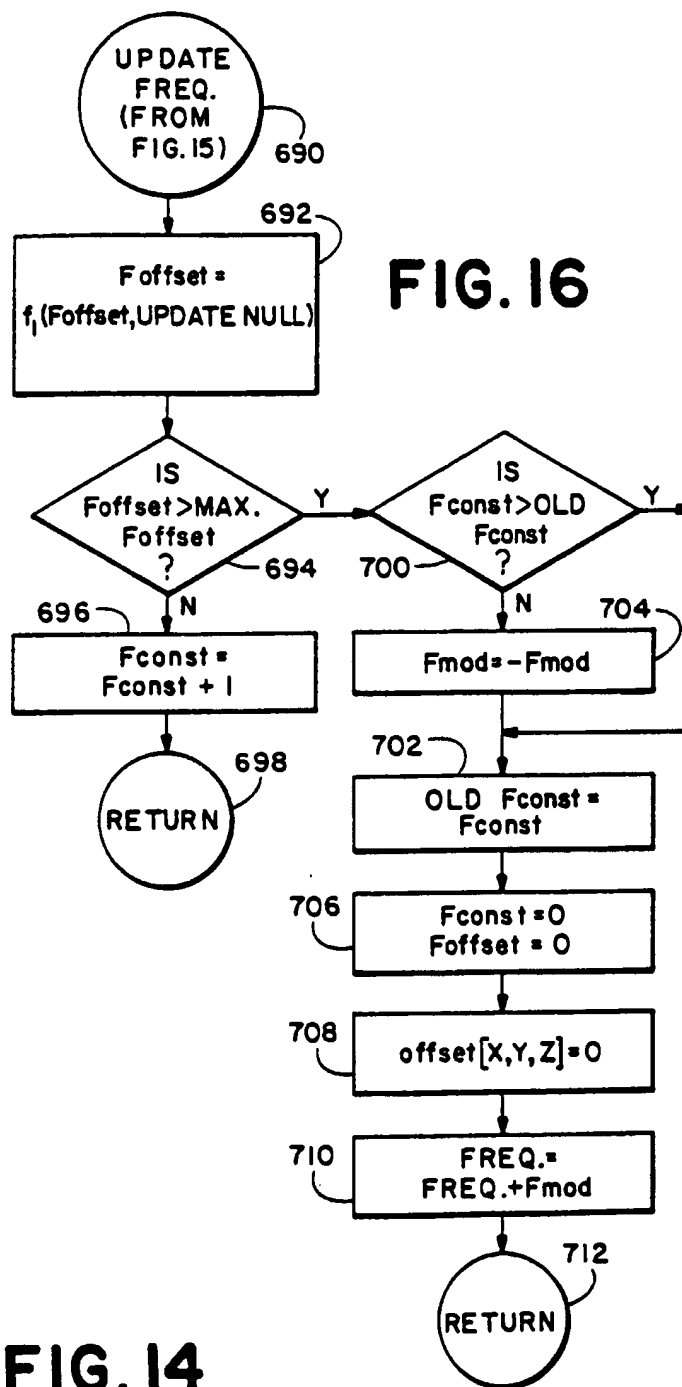 UPDATE
FREQ.
(FROM
FIG. 15)
690
692
Foffset =
f₁(Foffset, UPDATE NULL)
FIG. 16
IS
Foffset > MAX.
Foffset
?
694
Y
N
IS
Fconst > OLD
Fconst
?
700
Y
N
696
Fconst =
Fconst + 1
698
RETURN
704
Fmod = -Fmod
702
OLD Fconst =
Fconst
706
Fconst = 0
Foffset = 0
708
offset [X, Y, Z] = 0
710
FREQ. =
FREQ. + Fmod
712
RETURN
FIG. 14